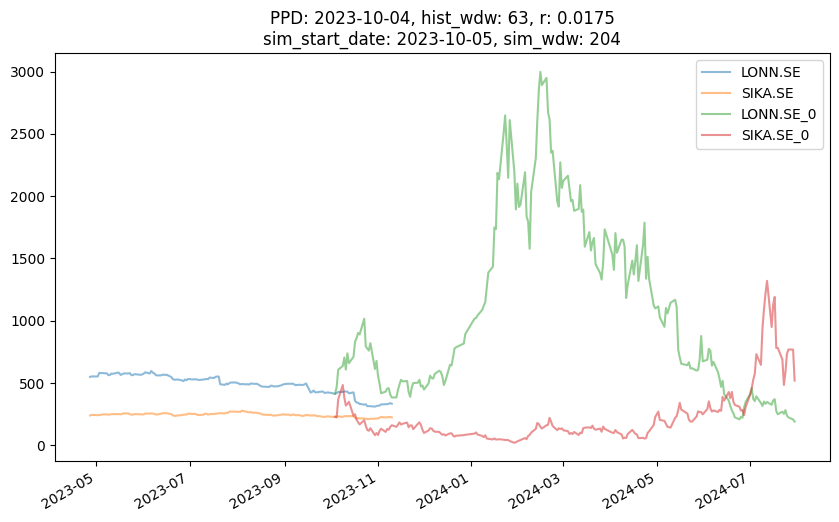 PPD: 2023-10-04, hist_wdw: 63, r: 0.0175
sim_start_date: 2023-10-05, sim_wdw: 204
LONN.SE
SIKA.SE
LONN.SE_0
SIKA.SE_0
3000
2500
2000
1500
1000
500
0
2023-05
2023-07
2023-09
2023-11
2024-01
2024-03
2024-05
2024-07